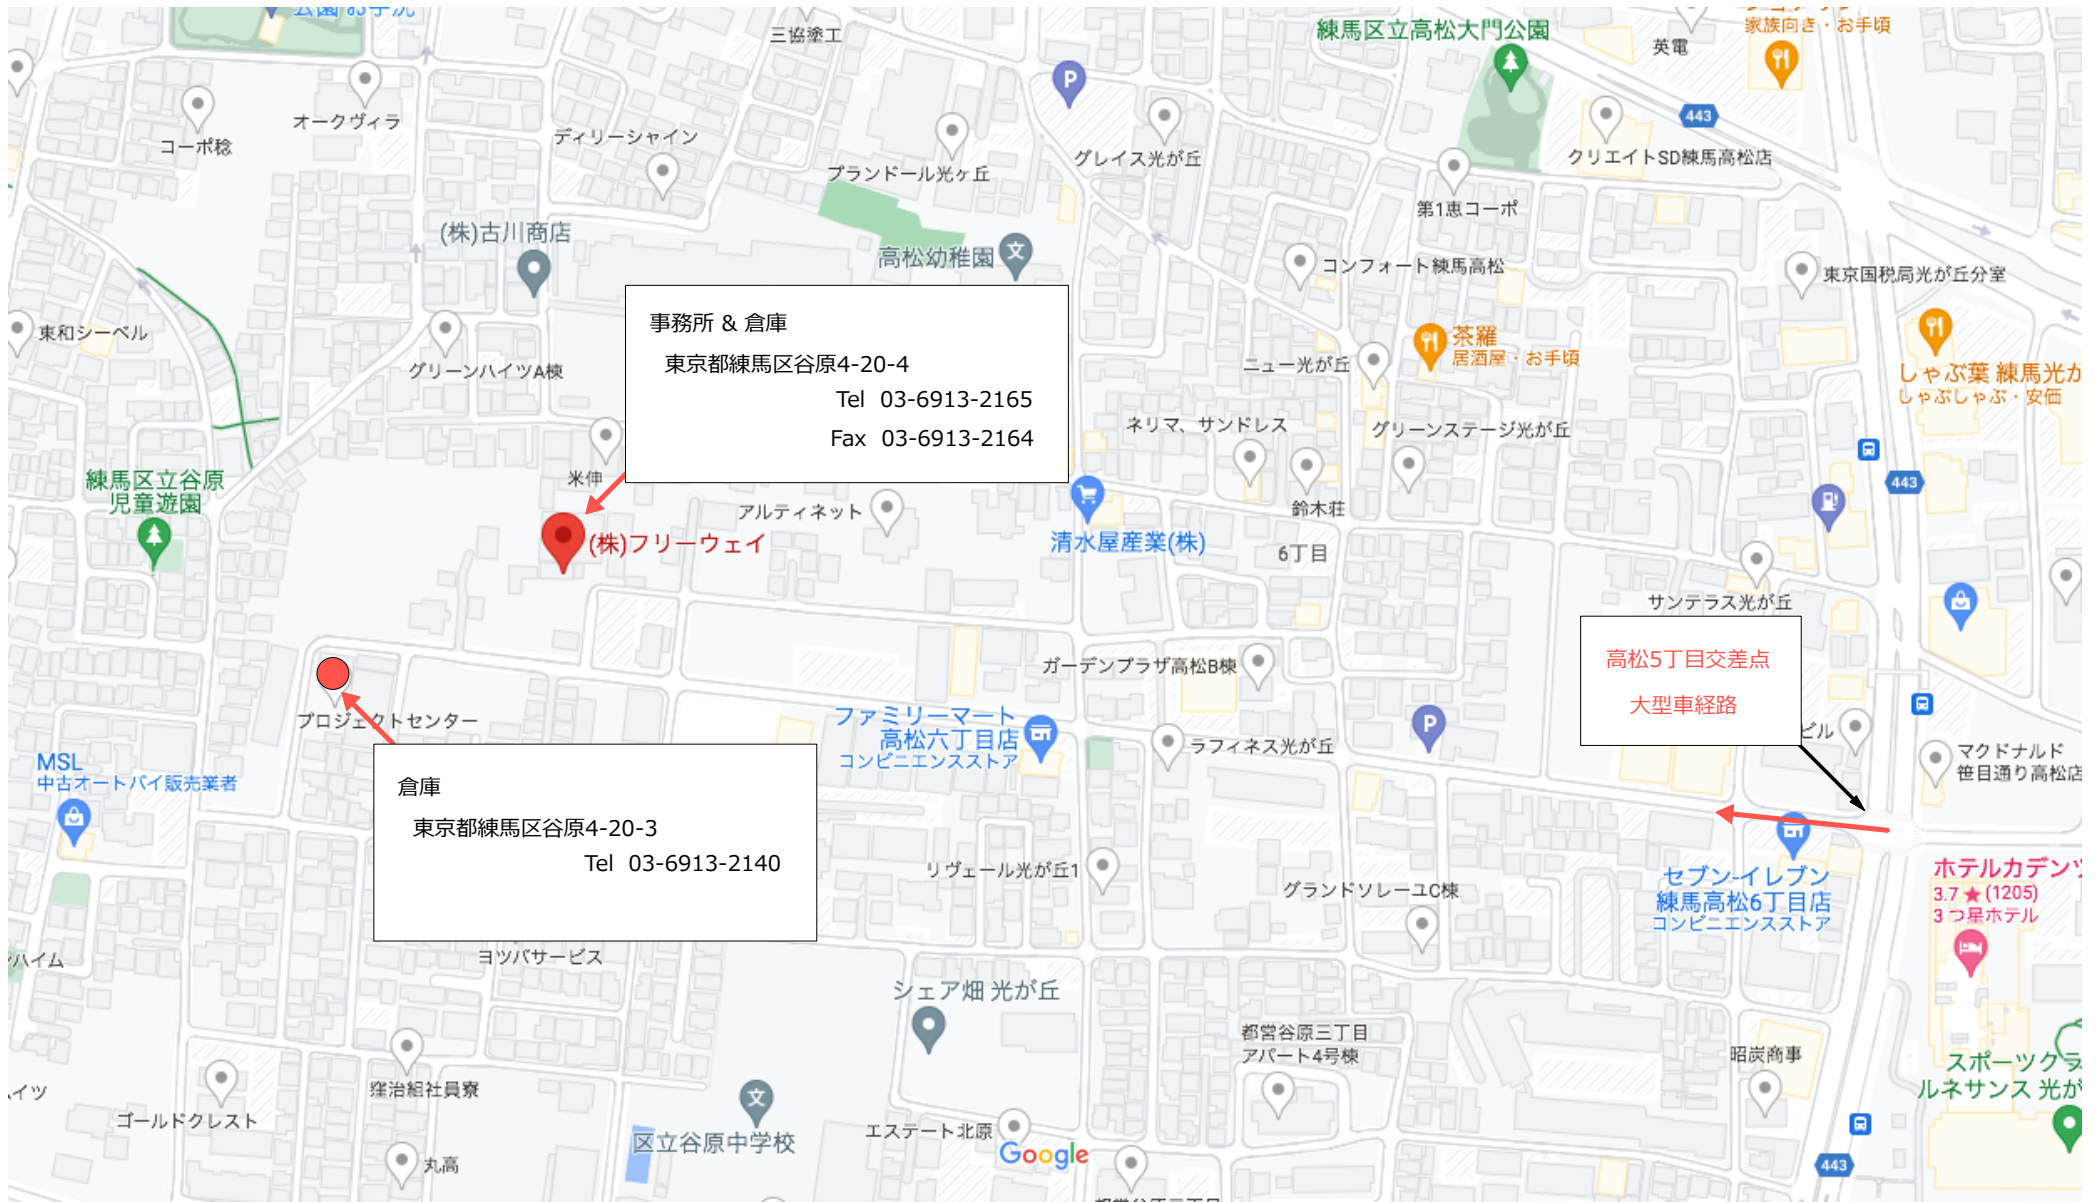 公園 お手洗
三協塗工
練馬区立高松大門公園
英電
家族向き・お手頃
コーポ稔
オークヴィラ
ディリーシャイン
ブランドール光ヶ丘
グレイス光が丘
443
クリエイトSD練馬高松店
第1恵コーポ
(株)古川商店
高松幼稚園
コンフォート練馬高松
東京国税局光が丘分室
東和シーベル
グリーンハイツA棟
事務所 & 倉庫
東京都練馬区谷原4-20-4
Tel 03-6913-2165
Fax 03-6913-2164
ニュー光が丘
茶羅
居酒屋・お手頃
しゃぶ葉 練馬光が
しゃぶしゃぶ・安価
ネリマ、サンドレス
グリーンステージ光が丘
米伸
練馬区立谷原
児童遊園
アルティネット
鈴木荘
443
(株)フリーウェイ
清水屋産業(株)
6丁目
サンテラス光が丘
高松5丁目交差点
大型車経路
ガーデンプラザ高松B棟
プロジェクトセンター
ファミリーマート
高松六丁目店
コンビニエンスストア
ラフィネス光が丘
ビル
マクドナルド
笹目通り高松店
MSL
中古オートバイ販売業者
倉庫
東京都練馬区谷原4-20-3
Tel 03-6913-2140
リヴェール光が丘1
グランドソレーユC棟
セブン-イレブン
練馬高松6丁目店
コンビニエンスストア
ホテルカデンツ
3.7 ★ (1205)
3 つ星ホテル
ハイム
ヨツバサービス
シェア畑 光が丘
都営谷原三丁目
アパート4号棟
昭炭商事
スポーツクラ
ルネサンス 光が
イツ
ゴールドクレスト
窪治組社員寮
区立谷原中学校
エステート北原
Google
丸高
443